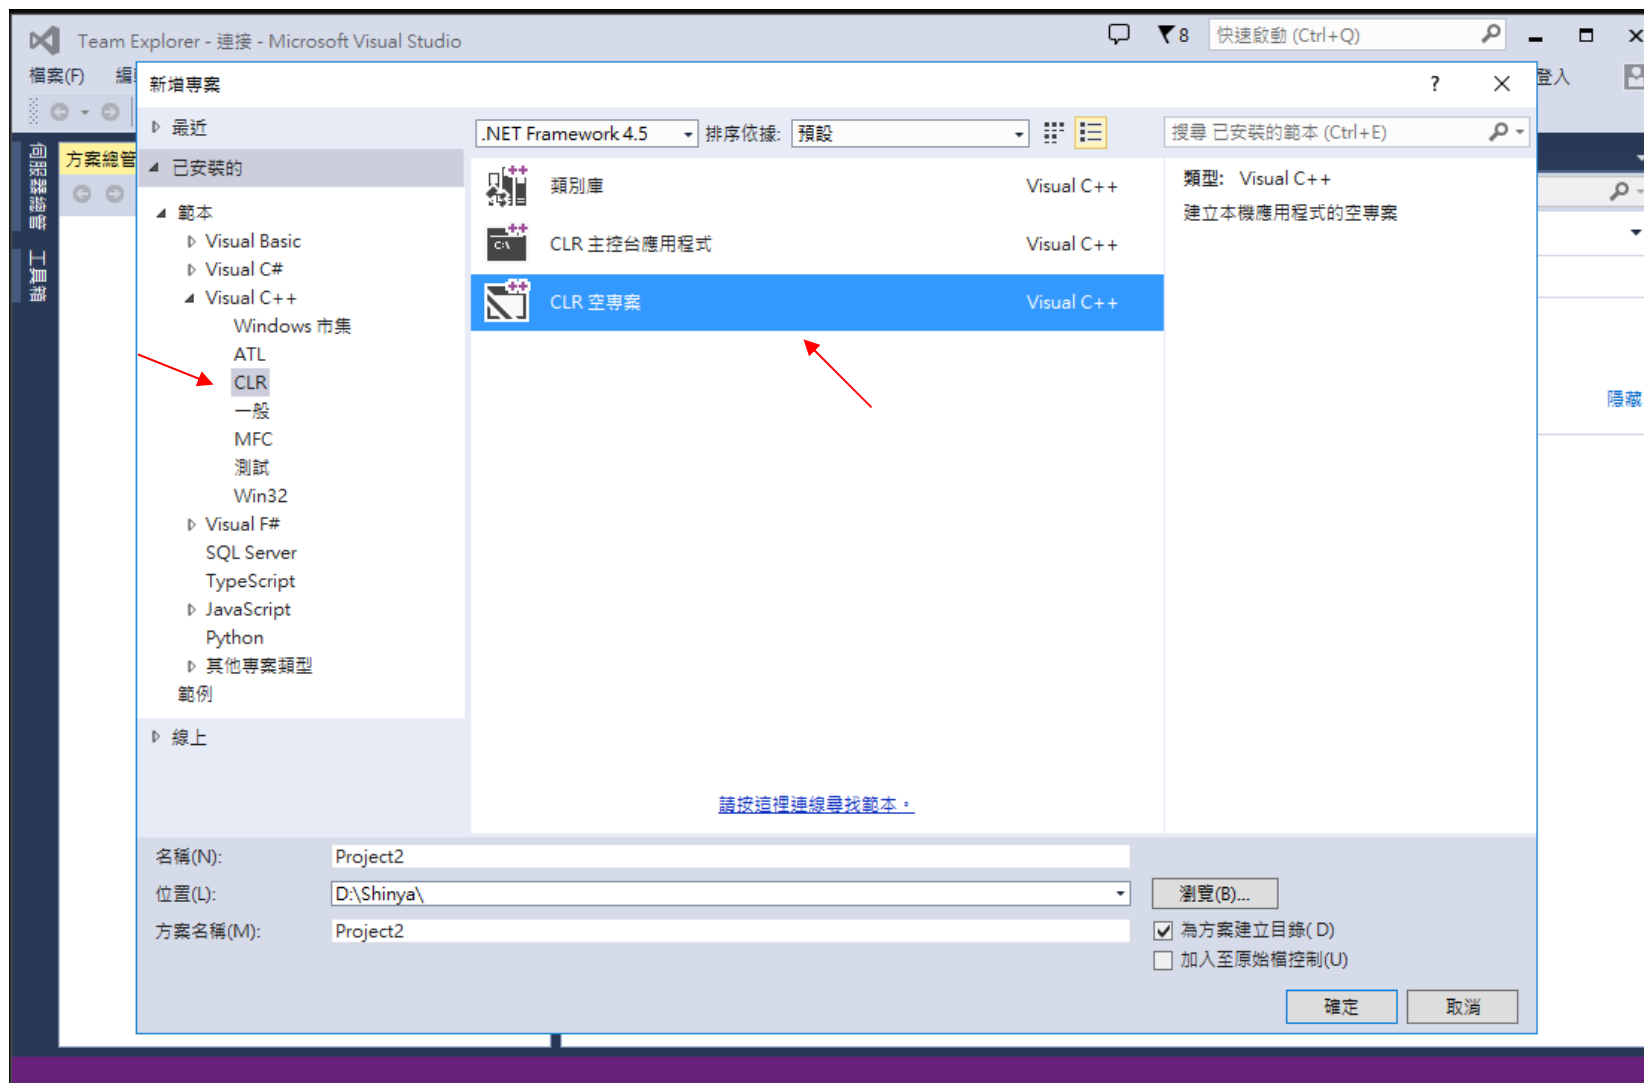 Team Explorer - 連接 - Microsoft Visual Studio
8
快速啟動 (Ctrl+Q)
檔案(F)
登入
新增專案
?
最近
.NET Framework 4.5
排序依據:
預設
搜尋 已安裝的範本 (Ctrl+E)
伺服器總管
工具箱
方案總管
已安裝的
範本
Visual Basic
Visual C#
Visual C++
Windows 市集
ATL
CLR
一般
MFC
測試
Win32
Visual F#
SQL Server
TypeScript
JavaScript
Python
其他專案類型
範例
線上
類別庫 Visual C++
CLR 主控台應用程式 Visual C++
CLR 空專案 Visual C++
類型: Visual C++
建立本機應用程式的空專案
隱藏
請按這裡連線尋找範本。
名稱(N): Project2
位置(L): D:\Shinya\
瀏覽(B)...
方案名稱(M): Project2
為方案建立目錄(D)
加入至原始檔控制(U)
確定
取消